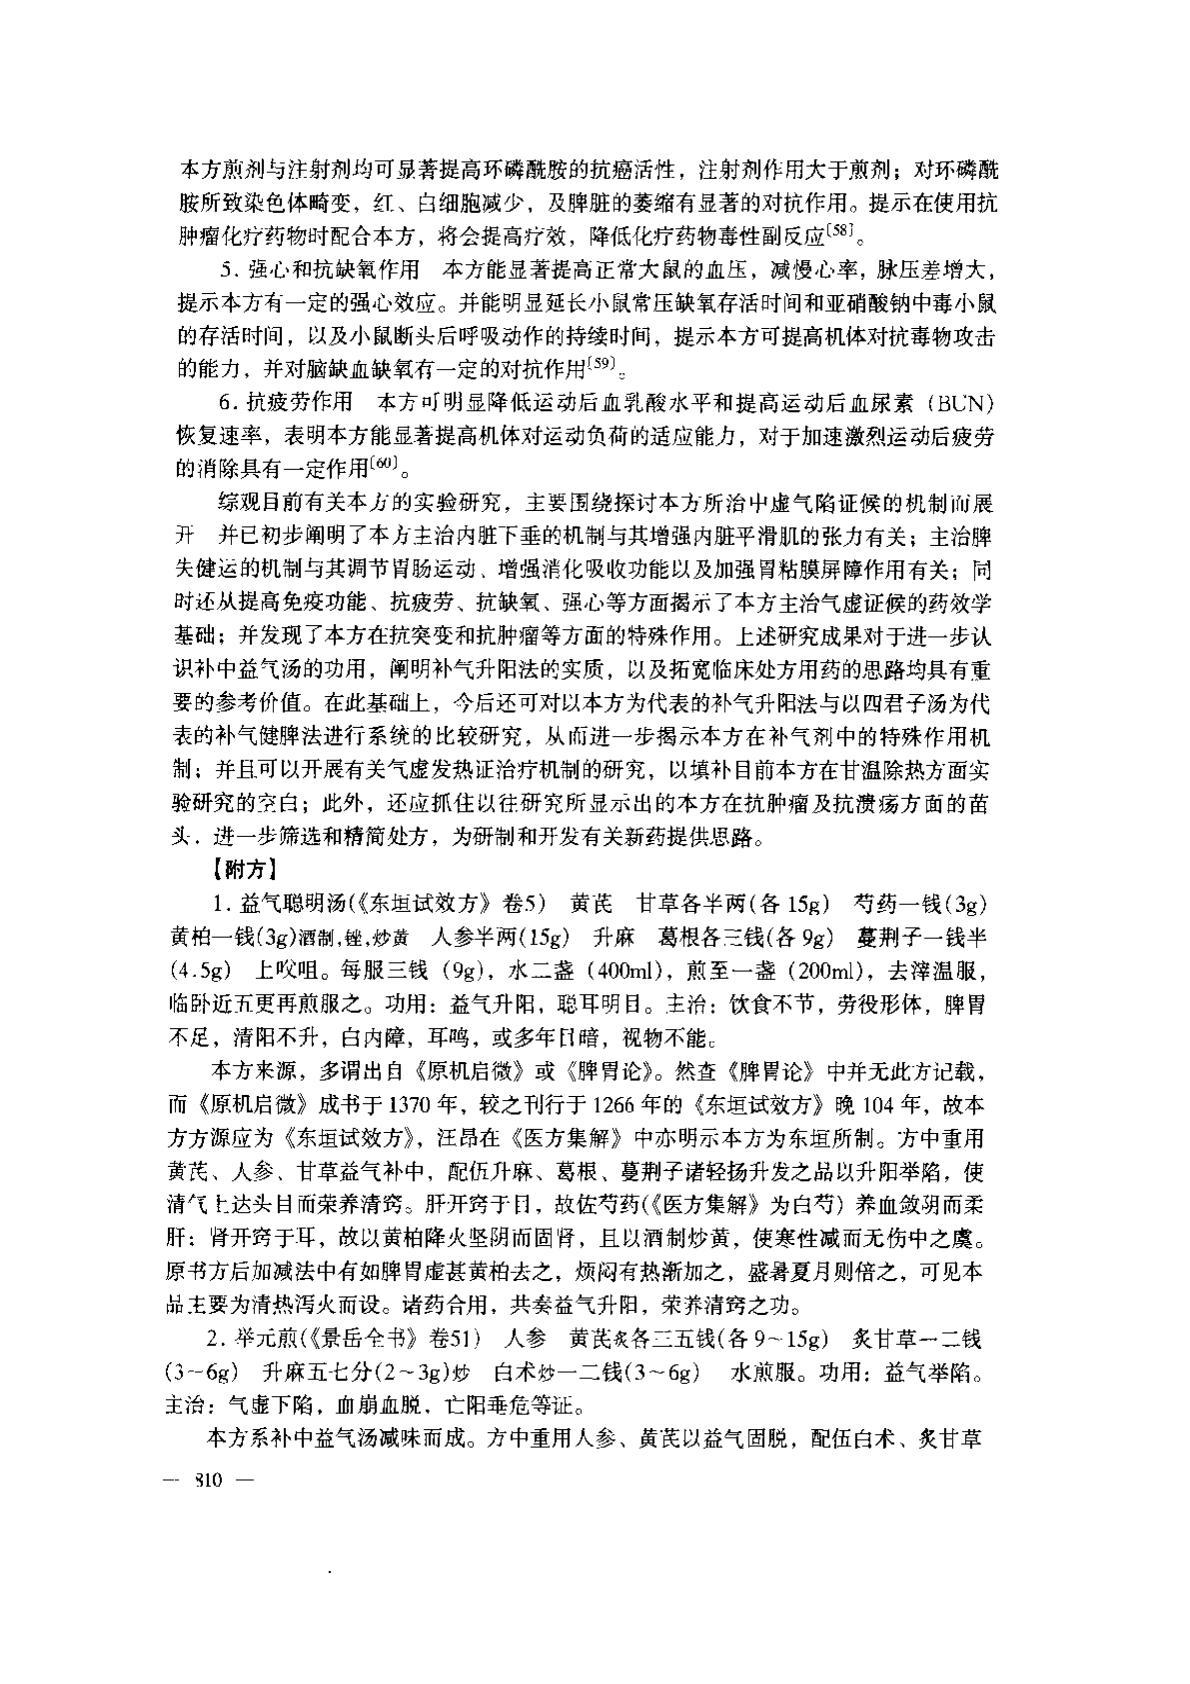 本方煎剂与注射剂均可显著提高环磷酰胺的抗癌活性，注射剂作用大于煎剂；对环磷酰
胺所致染色体畸变，红、白细胞减少，及脾脏的萎缩有显著的对抗作用。提示在使用抗
肿瘤化疗药物时配合本方，将会提高疗效，降低化疗药物毒性副反应〔58〕。
5. 强心和抗缺氧作用　本方能显著提高正常大鼠的血压，减慢心率，脉压差增大，
提示本方有一定的强心效应。并能明显延长小鼠常压缺氧存活时间和亚硝酸钠中毒小鼠
的存活时间，以及小鼠断头后呼吸动作的持续时间，提示本方可提高机体对抗毒物攻击
的能力，并对脑缺血缺氧有一定的对抗作用〔59〕。
6. 抗疲劳作用　本方可明显降低运动后血乳酸水平和提高运动后血尿素（BUN）
恢复速率，表明本方能显著提高机体对运动负荷的适应能力，对于加速激烈运动后疲劳
的消除具有一定作用〔60〕。
综观目前有关本方的实验研究，主要围绕探讨本方所治中虚气陷证候的机制而展
开　并已初步阐明了本方主治内脏下垂的机制与其增强内脏平滑肌的张力有关；主治脾
失健运的机制与其调节胃肠运动、增强消化吸收功能以及加强胃粘膜屏障作用有关；同
时还从提高免疫功能、抗疲劳、抗缺氧、强心等方面揭示了本方主治气虚证候的药效学
基础；并发现了本方在抗突变和抗肿瘤等方面的特殊作用。上述研究成果对于进一步认
识补中益气汤的功用，阐明补气升阳法的实质，以及拓宽临床处方用药的思路均具有重
要的参考价值。在此基础上，今后还可对以本方为代表的补气升阳法与以四君子汤为代
表的补气健脾法进行系统的比较研究，从而进一步揭示本方在补气剂中的特殊作用机
制；并且可以开展有关气虚发热证治疗机制的研究，以填补目前本方在甘温除热方面实
验研究的空白；此外，还应抓住以往研究所显示出的本方在抗肿瘤及抗溃疡方面的苗
头．进一步筛选和精简处方，为研制和开发有关新药提供思路。
【附方】
1. 益气聪明汤(《东垣试效方》卷5)　黄芪　甘草各半两(各 15g)　芍药一钱(3g)
黄柏一钱(3g)酒制,锉,炒黄　人参半两(15g)　升麻　葛根各三钱(各 9g)　蔓荆子一钱半
(4.5g)　上㕮咀。每服三钱（9g），水二盏（400ml），煎至一盏（200ml），去滓温服，
临卧近五更再煎服之。功用：益气升阳，聪耳明目。主治：饮食不节，劳役形体，脾胃
不足，清阳不升，白内障，耳鸣，或多年目暗，视物不能。
本方来源，多谓出自《原机启微》或《脾胃论》。然查《脾胃论》中并无此方记载，
而《原机启微》成书于 1370 年，较之刊行于 1266 年的《东垣试效方》晚 104 年，故本
方方源应为《东垣试效方》，汪昂在《医方集解》中亦明示本方为东垣所制。方中重用
黄芪、人参、甘草益气补中，配伍升麻、葛根、蔓荆子诸轻扬升发之品以升阳举陷，使
清气上达头目而荣养清窍。肝开窍于目，故佐芍药(《医方集解》为白芍）养血敛阴而柔
肝；肾开窍于耳，故以黄柏降火坚阴而固肾，且以酒制炒黄，使寒性减而无伤中之虞。
原书方后加减法中有如脾胃虚甚黄柏去之，烦闷有热渐加之，盛暑夏月则倍之，可见本
品主要为清热泻火而设。诸药合用，共奏益气升阳，荣养清窍之功。
2. 举元煎(《景岳全书》卷51)　人参　黄芪炙各三五钱(各 9~15g)　炙甘草一二钱
(3~6g)　升麻五七分(2~3g)炒　白术炒一二钱(3~6g)　水煎服。功用：益气举陷。
主治：气虚下陷，血崩血脱，亡阳垂危等证。
本方系补中益气汤减味而成。方中重用人参、黄芪以益气固脱，配伍白术、炙甘草
— 810 —